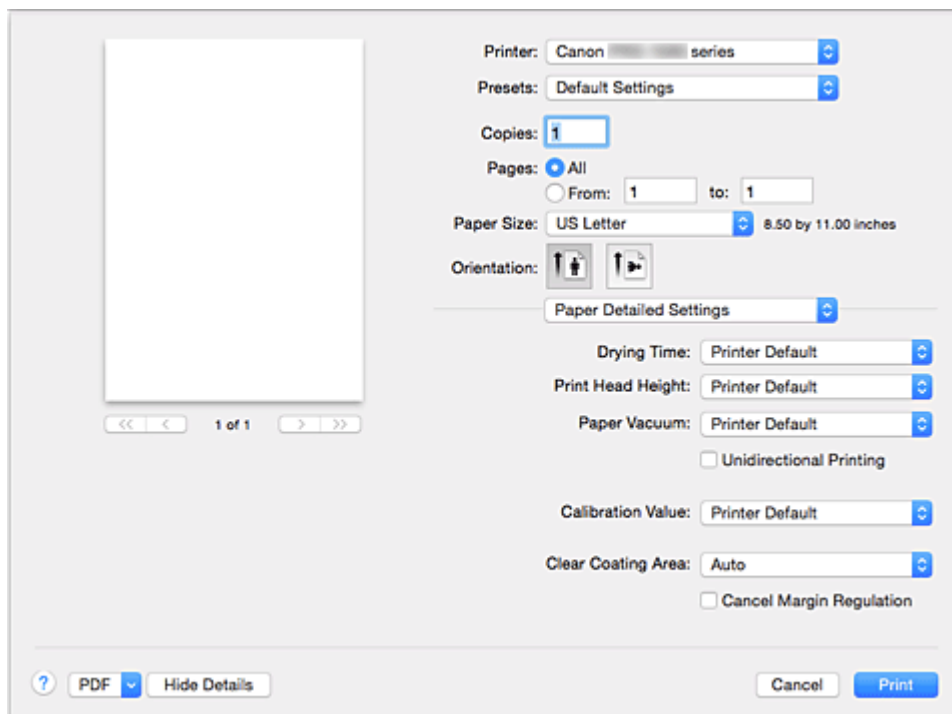 Printer: Canon series
Presets: Default Settings
Copies: 1
Pages: All
From: 1 to: 1
Paper Size: US Letter 8.50 by 11.00 inches
Orientation:
Paper Detailed Settings
Drying Time: Printer Default
Print Head Height: Printer Default
<< < 1 of 1 > >> Paper Vacuum: Printer Default
Unidirectional Printing
Calibration Value: Printer Default
Clear Coating Area: Auto
Cancel Margin Regulation
? PDF Hide Details Cancel Print